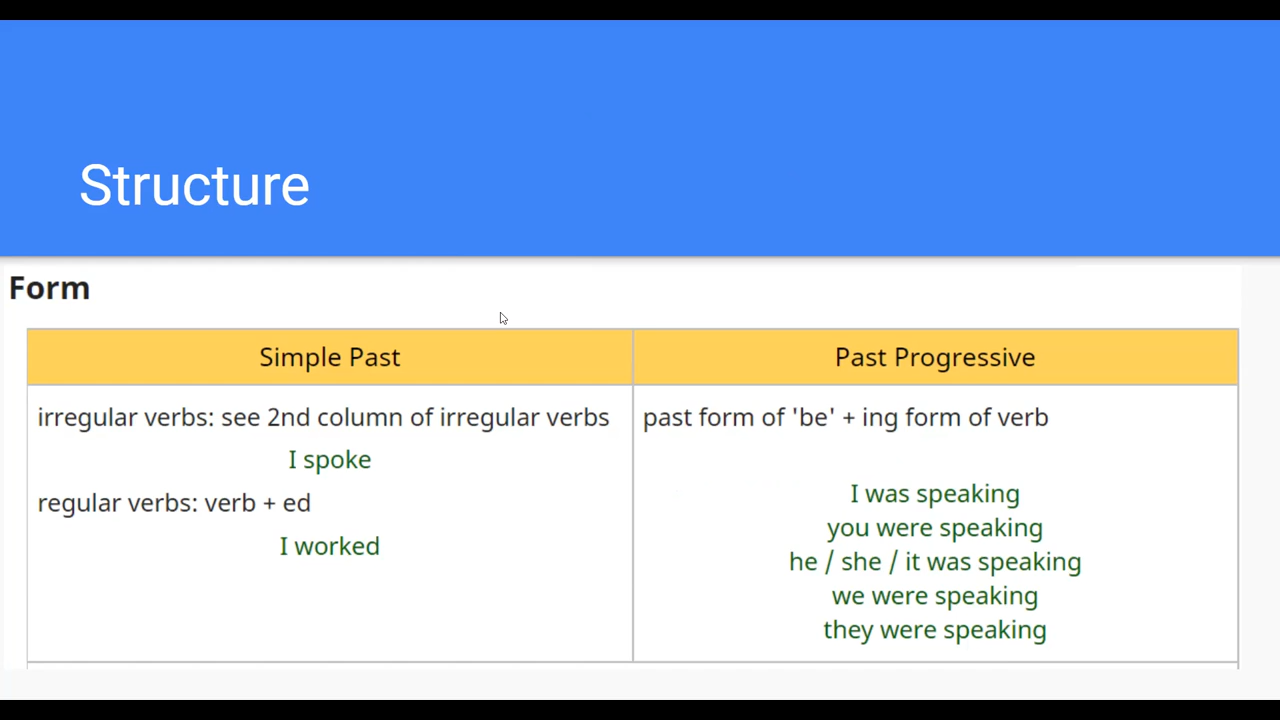 Structure
Form
Simple Past
Past Progressive
irregular verbs: see 2nd column of irregular verbs
I spoke
regular verbs: verb + ed
I worked
past form of 'be' + ing form of verb
I was speaking
you were speaking
he / she / it was speaking
we were speaking
they were speaking